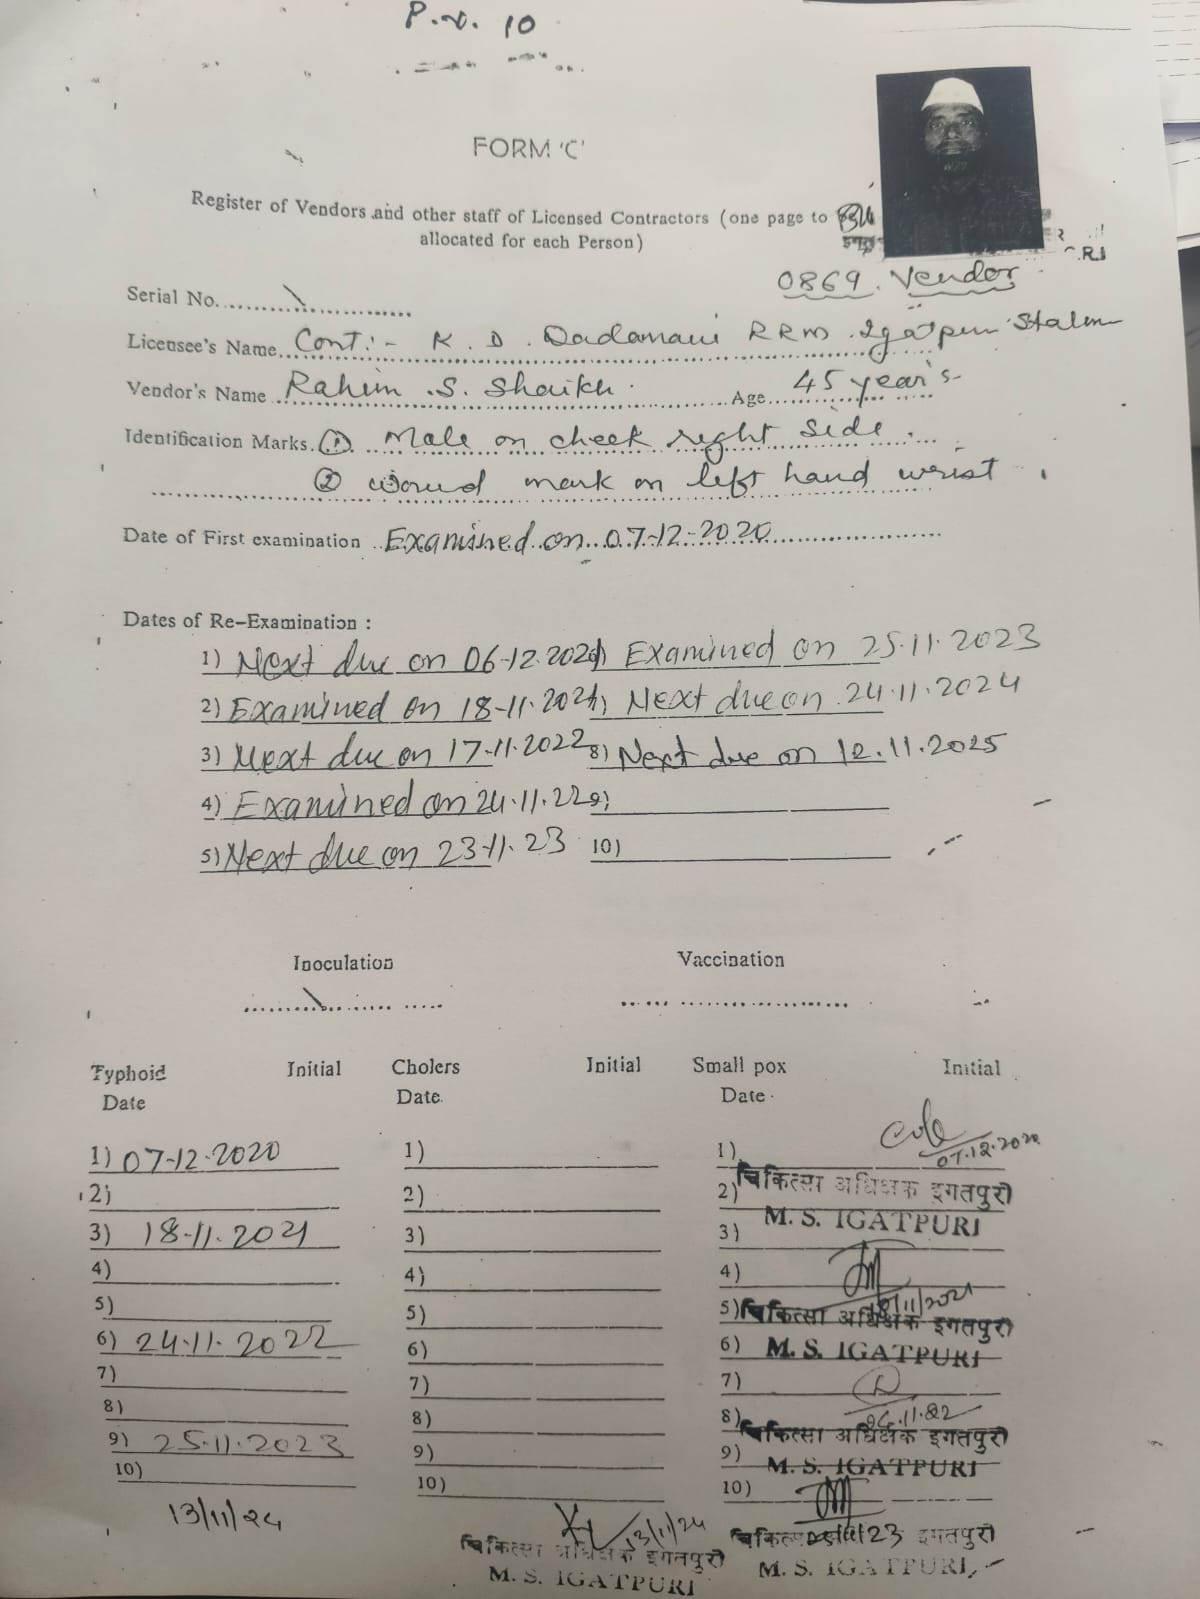 P.N. 10
FORM 'C'
Register of Vendors and other staff of Licensed Contractors (one page to
allocated for each Person)
0869. Vendor
Serial No.
Licensee's Name Cont:- K. D. Dadamani RRM Igatpuri Station
Vendor's Name Rahim .S. Shaikh. Age 45 year's-
Identification Marks. ① Male on cheek right side.
② Wound mark on left hand wrist
Date of First examination Examined on 07-12-2020
Dates of Re-Examination :
1) Next due on 06-12.2021 Examined on 25.11.2023
2) Examined on 18-11.2021 Next due on 24.11.2024
3) Next due on 17-11.2022 8) Next due on 12.11.2025
4) Examined on 24.11.22 9)
5) Next due on 23-11.23 10)
Inoculation Vaccination
Typhoid Initial Cholers Initial Small pox Initial
Date Date. Date
1) 07-12-2020 1) 1) 07.12.2020
2) 2) 2) चिकित्सा अधिक्षक इगतपुरी
3) 18-11-2021 3) 3) M. S. IGATPURI
4) 4) 4)
18/11/2021
5) 5) 5) चिकित्सा अधिक्षक इगतपुरी
6) 24.11.2022 6) 6) M. S. IGATPURI
7) 7) 7)
8) 8) 8) 24.11.22
चिकित्सा अधिक्षक इगतपुरी
9) 25.11.2023 9) 9) M. S. IGATPURI
10) 10) 10)
13/11/24 13/11/24 25/11/23
चिकित्सा अधिक्षक इगतपुरी चिकित्सा इगतपुरी
M. S. IGATPURI M. S. IGATPURI